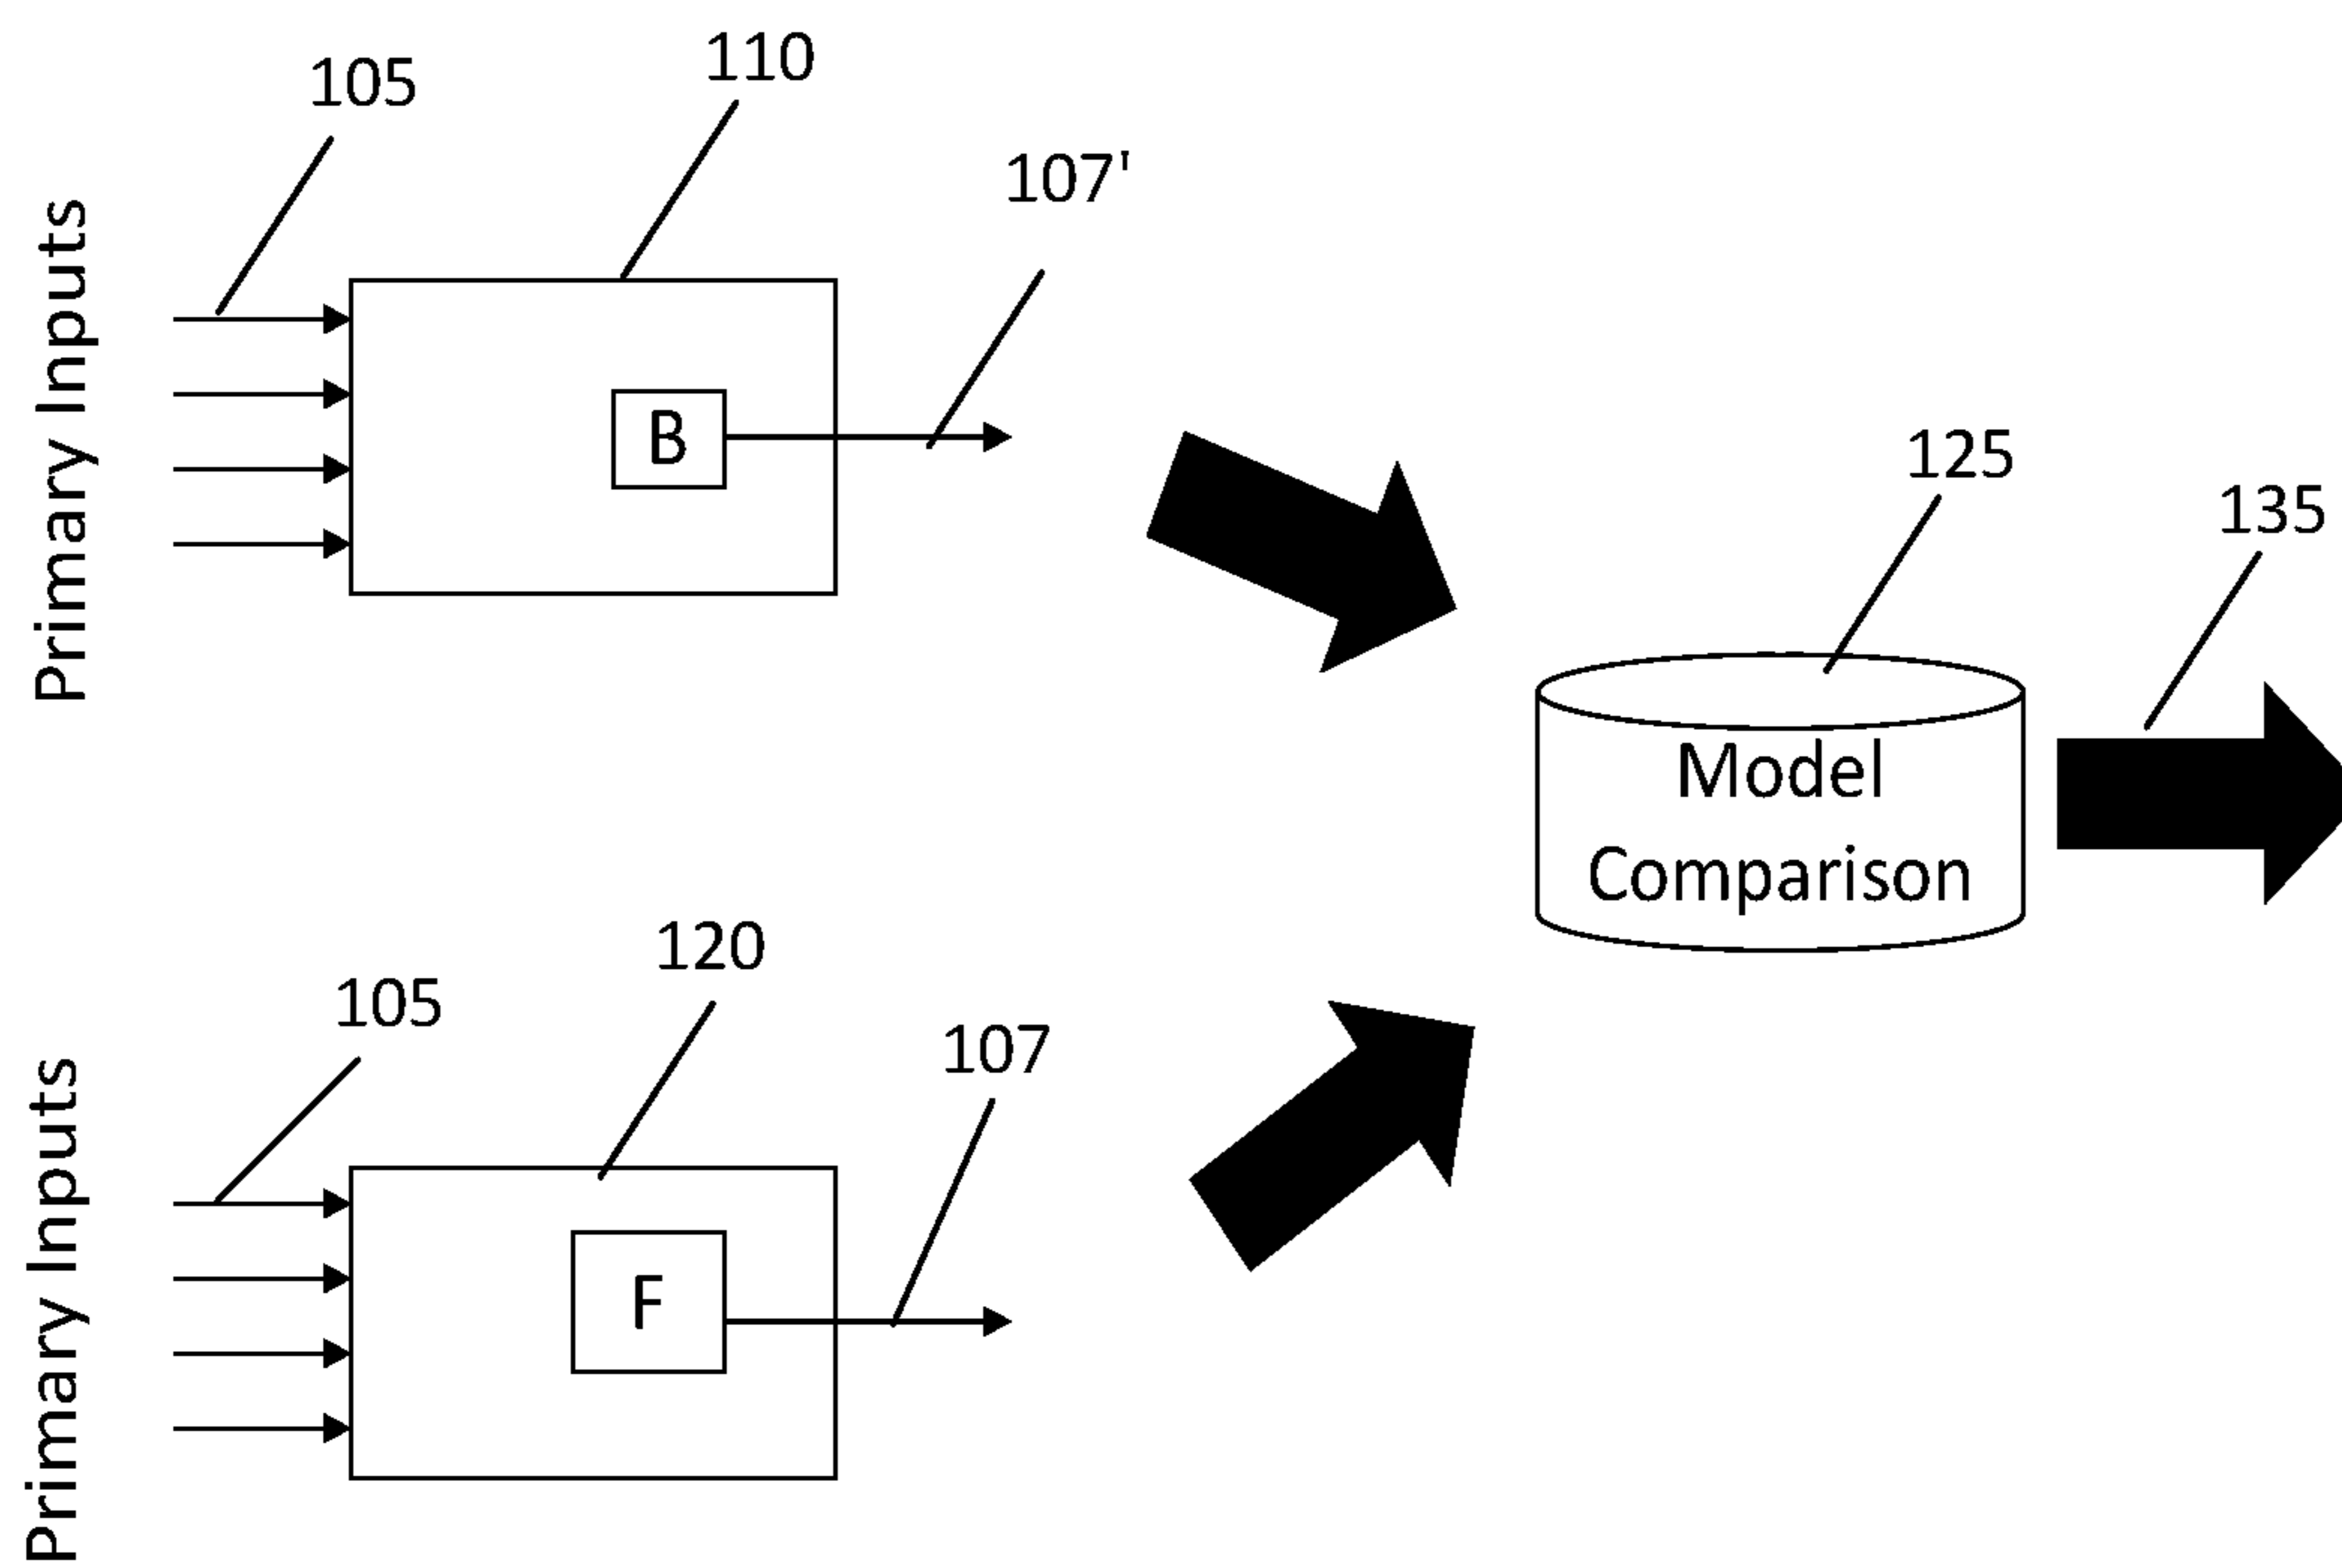 110
105
107'
Primary Inputs
B
125
135
Model
Comparison
120
105
107
Primary Inputs
F